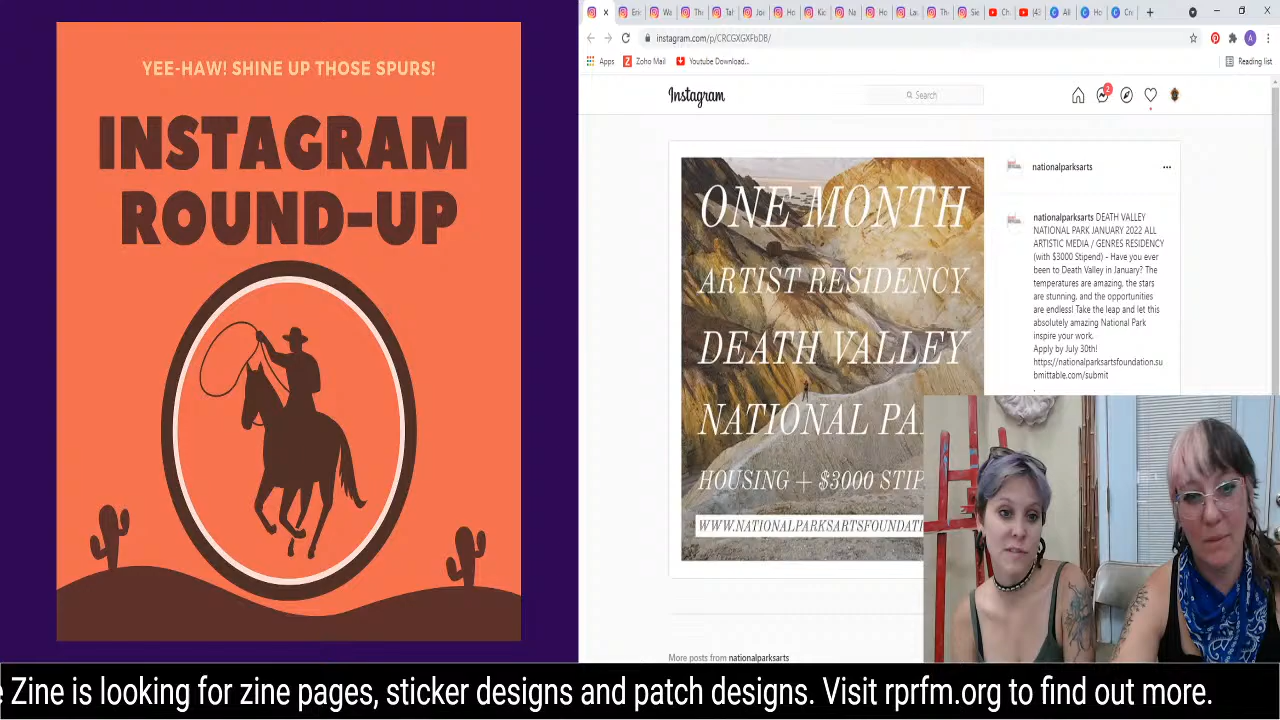 YEE-HAW! SHINE UP THOSE SPURS!
INSTAGRAM
ROUND-UP
instagram.com/p/CRCGXGXFbDB/
Apps
Zoho Mail
Youtube Download...
Reading list
Instagram
Search
2
ONE MONTH
ARTIST RESIDENCY
DEATH VALLEY
NATIONAL PA
HOUSING + $3000 STIP
WWW.NATIONALPARKSARTSFOUNDATI
nationalparksarts
nationalparksarts DEATH VALLEY
NATIONAL PARK JANUARY 2022 ALL
ARTISTIC MEDIA / GENRES RESIDENCY
(with $3000 Stipend) - Have you ever
been to Death Valley in January? The
temperatures are amazing, the stars
are stunning, and the opportunities
are endless! Take the leap and let this
absolutely amazing National Park
inspire your work.
Apply by July 30th!
https://nationalparksartsfoundation.su
bmittable.com/submit
.
More posts from nationalparksarts
e Zine is looking for zine pages, sticker designs and patch designs. Visit rprfm.org to find out more.